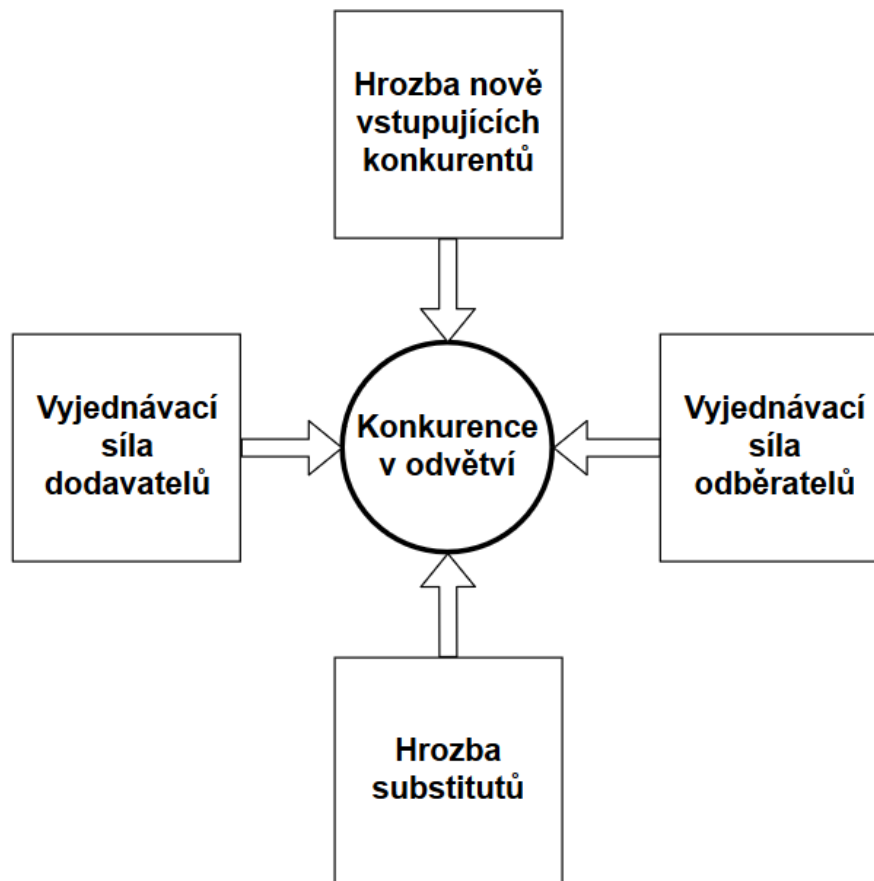 Hrozba nově
vstupujících
konkurentů
Vyjednávací
síla
dodavatelů
Konkurence
v odvětví
Vyjednávací
síla
odběratelů
Hrozba
substitutů